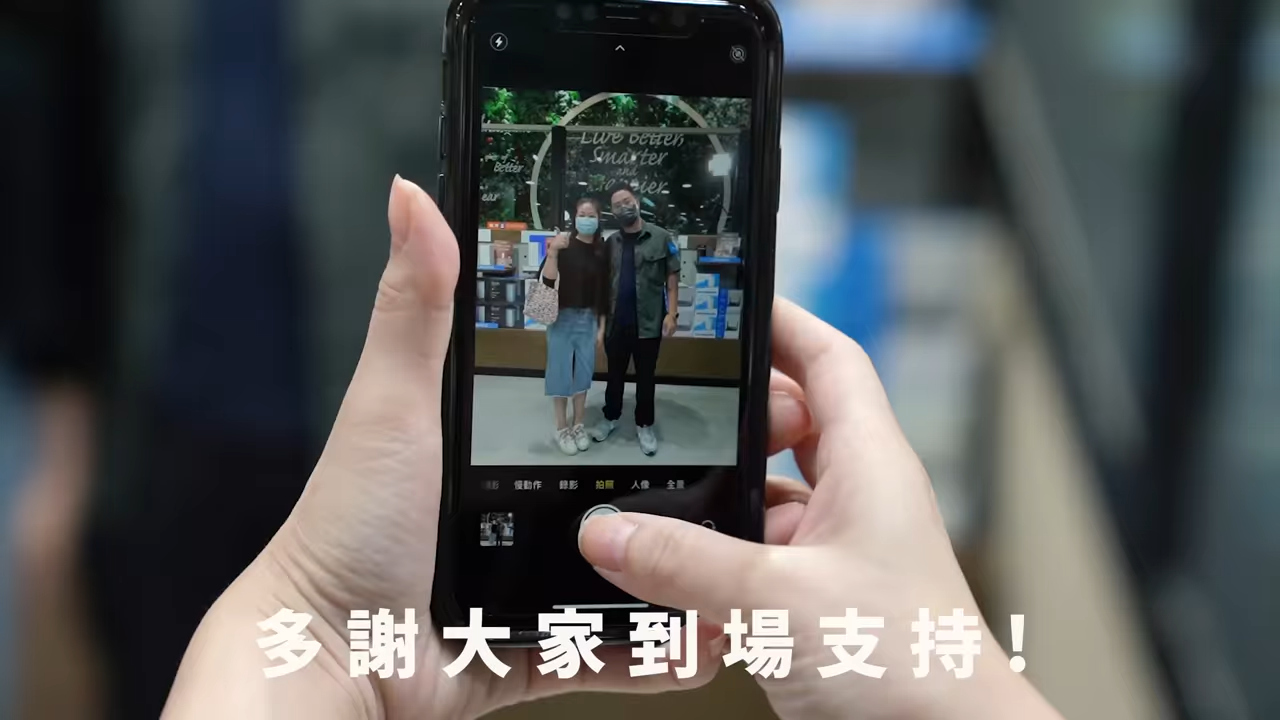 Live Better,
Smarter
and
Better
慢動作 錄影 拍照 人像 全景
多謝大家到場支持！